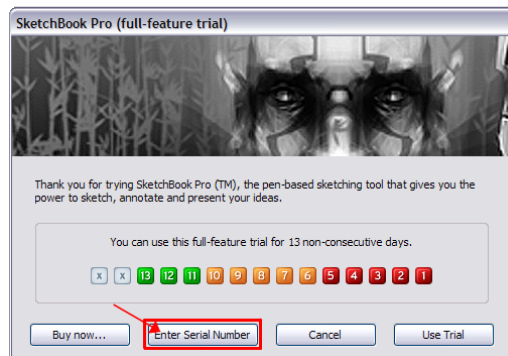 SketchBook Pro (full-feature trial)
Thank you for trying SketchBook Pro (TM), the pen-based sketching tool that gives you the
power to sketch, annotate and present your ideas.
You can use this full-feature trial for 13 non-consecutive days.
x x 13 12 11 10 9 8 7 6 5 4 3 2 1
Buy now... Enter Serial Number Cancel Use Trial